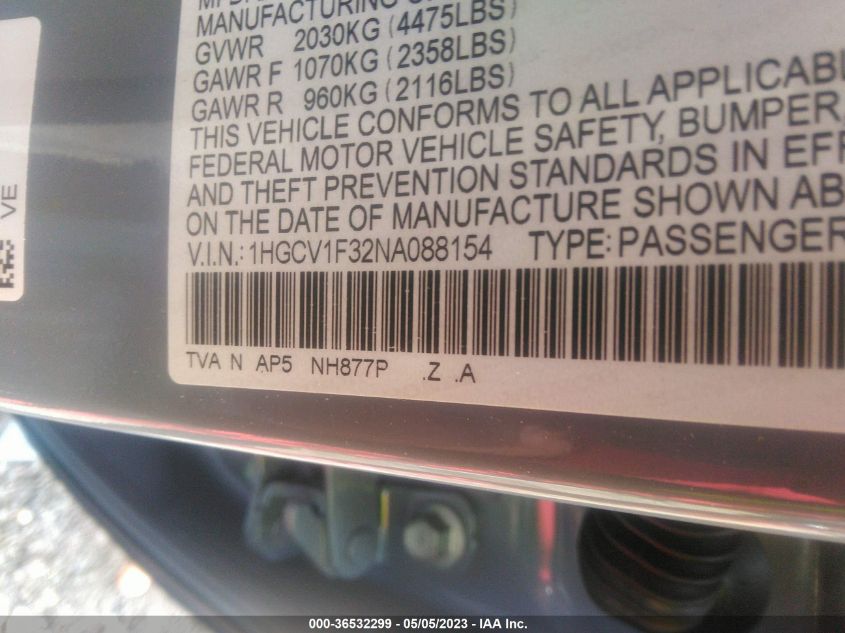 MANUFACTURING
GVWR 2030KG (4475LBS)
GAWR F 1070KG (2358LBS)
GAWR R 960KG (2116LBS)
THIS VEHICLE CONFORMS TO ALL APPLICABL
FEDERAL MOTOR VEHICLE SAFETY, BUMPER,
AND THEFT PREVENTION STANDARDS IN EFF
ON THE DATE OF MANUFACTURE SHOWN AB
V.I.N.: 1HGCV1F32NA088154 TYPE: PASSENGER
TVA N AP5 NH877P .Z .A
VE
000-36532299 - 05/05/2023 - IAA Inc.